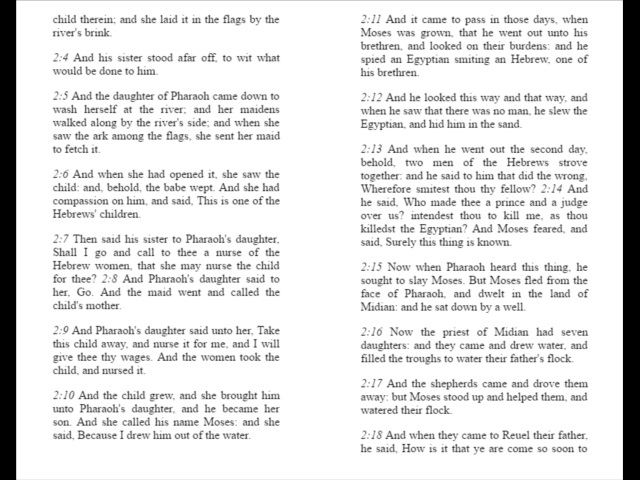 child therein; and she laid it in the flags by the
river's brink.
2:4 And his sister stood afar off, to wit what
would be done to him.
2:5 And the daughter of Pharaoh came down to
wash herself at the river; and her maidens
walked along by the river's side; and when she
saw the ark among the flags, she sent her maid
to fetch it.
2:6 And when she had opened it, she saw the
child: and, behold, the babe wept. And she had
compassion on him, and said, This is one of the
Hebrews' children.
2:7 Then said his sister to Pharaoh's daughter,
Shall I go and call to thee a nurse of the
Hebrew women, that she may nurse the child
for thee? 2:8 And Pharaoh's daughter said to
her, Go. And the maid went and called the
child's mother.
2:9 And Pharaoh's daughter said unto her, Take
this child away, and nurse it for me, and I will
give thee thy wages. And the women took the
child, and nursed it.
2:10 And the child grew, and she brought him
unto Pharaoh's daughter, and he became her
son. And she called his name Moses: and she
said, Because I drew him out of the water.
2:11 And it came to pass in those days, when
Moses was grown, that he went out unto his
brethren, and looked on their burdens: and he
spied an Egyptian smiting an Hebrew, one of
his brethren.
2:12 And he looked this way and that way, and
when he saw that there was no man, he slew the
Egyptian, and hid him in the sand.
2:13 And when he went out the second day,
behold, two men of the Hebrews strove
together: and he said to him that did the wrong,
Wherefore smitest thou thy fellow? 2:14 And
he said, Who made thee a prince and a judge
over us? intendest thou to kill me, as thou
killedst the Egyptian? And Moses feared, and
said, Surely this thing is known.
2:15 Now when Pharaoh heard this thing, he
sought to slay Moses. But Moses fled from the
face of Pharaoh, and dwelt in the land of
Midian: and he sat down by a well.
2:16 Now the priest of Midian had seven
daughters: and they came and drew water, and
filled the troughs to water their father's flock.
2:17 And the shepherds came and drove them
away: but Moses stood up and helped them, and
watered their flock.
2:18 And when they came to Reuel their father,
he said, How is it that ye are come so soon to